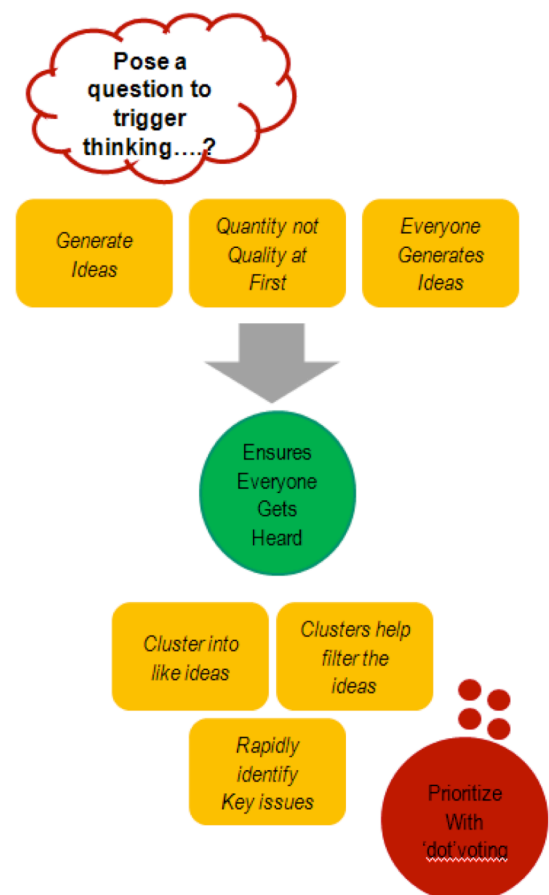 Pose a
question to
trigger
thinking....?
Generate
Ideas
Quantity not
Quality at
First
Everyone
Generates
Ideas
Ensures
Everyone
Gets
Heard
Cluster into
like ideas
Clusters help
filter the
ideas
Rapidly
identify
Key issues
Prioritize
With
'dot'voting